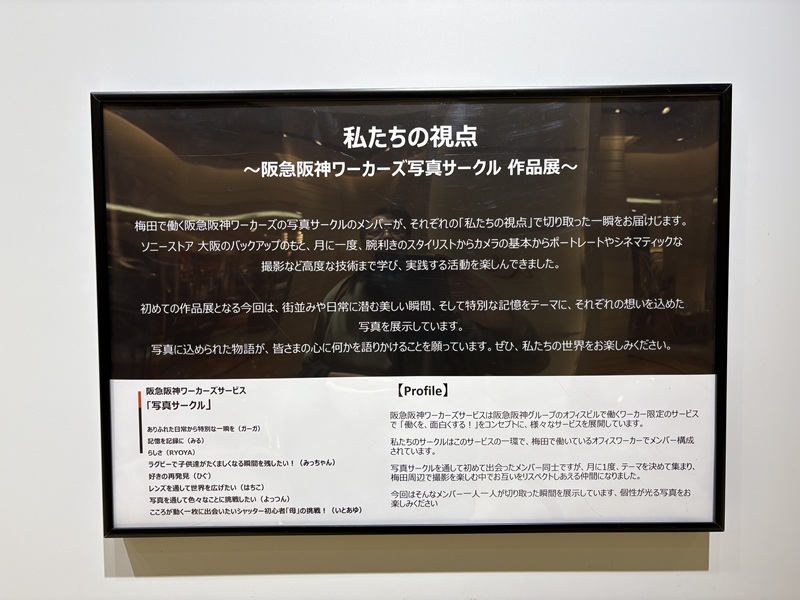 私たちの視点
～阪急阪神ワーカーズ写真サークル 作品展～
梅田で働く阪急阪神ワーカーズの写真サークルのメンバーが、それぞれの「私たちの視点」で切り取った一瞬をお届けします。
ソニーストア 大阪のバックアップのもと、月に一度、腕利きのスタイリストからカメラの基本からポートレートやシネマティックな
撮影など高度な技術まで学び、実践する活動を楽しんできました。
初めての作品展となる今回は、街並みや日常に潜む美しい瞬間、そして特別な記憶をテーマに、それぞれの想いを込めた
写真を展示しています。
写真に込められた物語が、皆さまの心に何かを語りかけることを願っています。ぜひ、私たちの世界をお楽しみください。
阪急阪神ワーカーズサービス
「写真サークル」
ありふれた日常から特別な一瞬を（ガーガ）
記憶を記録に（みる）
らしさ（RYOYA）
ラグビーで子供達がたくましくなる瞬間を残したい！（みっちゃん）
好きの再発見（ひぐ）
レンズを通して世界を広げたい（はちこ）
写真を通して色々なことに挑戦したい（よっつん）
こころが動く一枚に出会いたいシャッター初心者「母」の挑戦！（いとあゆ）
【Profile】
阪急阪神ワーカーズサービスは阪急阪神グループのオフィスビルで働くワーカー限定のサービス
で「働くを、面白くする！」をコンセプトに、様々なサービスを展開しています。
私たちのサークルはこのサービスの一環で、梅田で働いているオフィスワーカーでメンバー構成
されています。
写真サークルを通して初めて出会ったメンバー同士ですが、月に1度、テーマを決めて集まり、
梅田周辺で撮影を楽しむ中でお互いをリスペクトしあえる仲間になりました。
今回はそんなメンバー一人一人が切り取った瞬間を展示しています、個性が光る写真をお
楽しみください